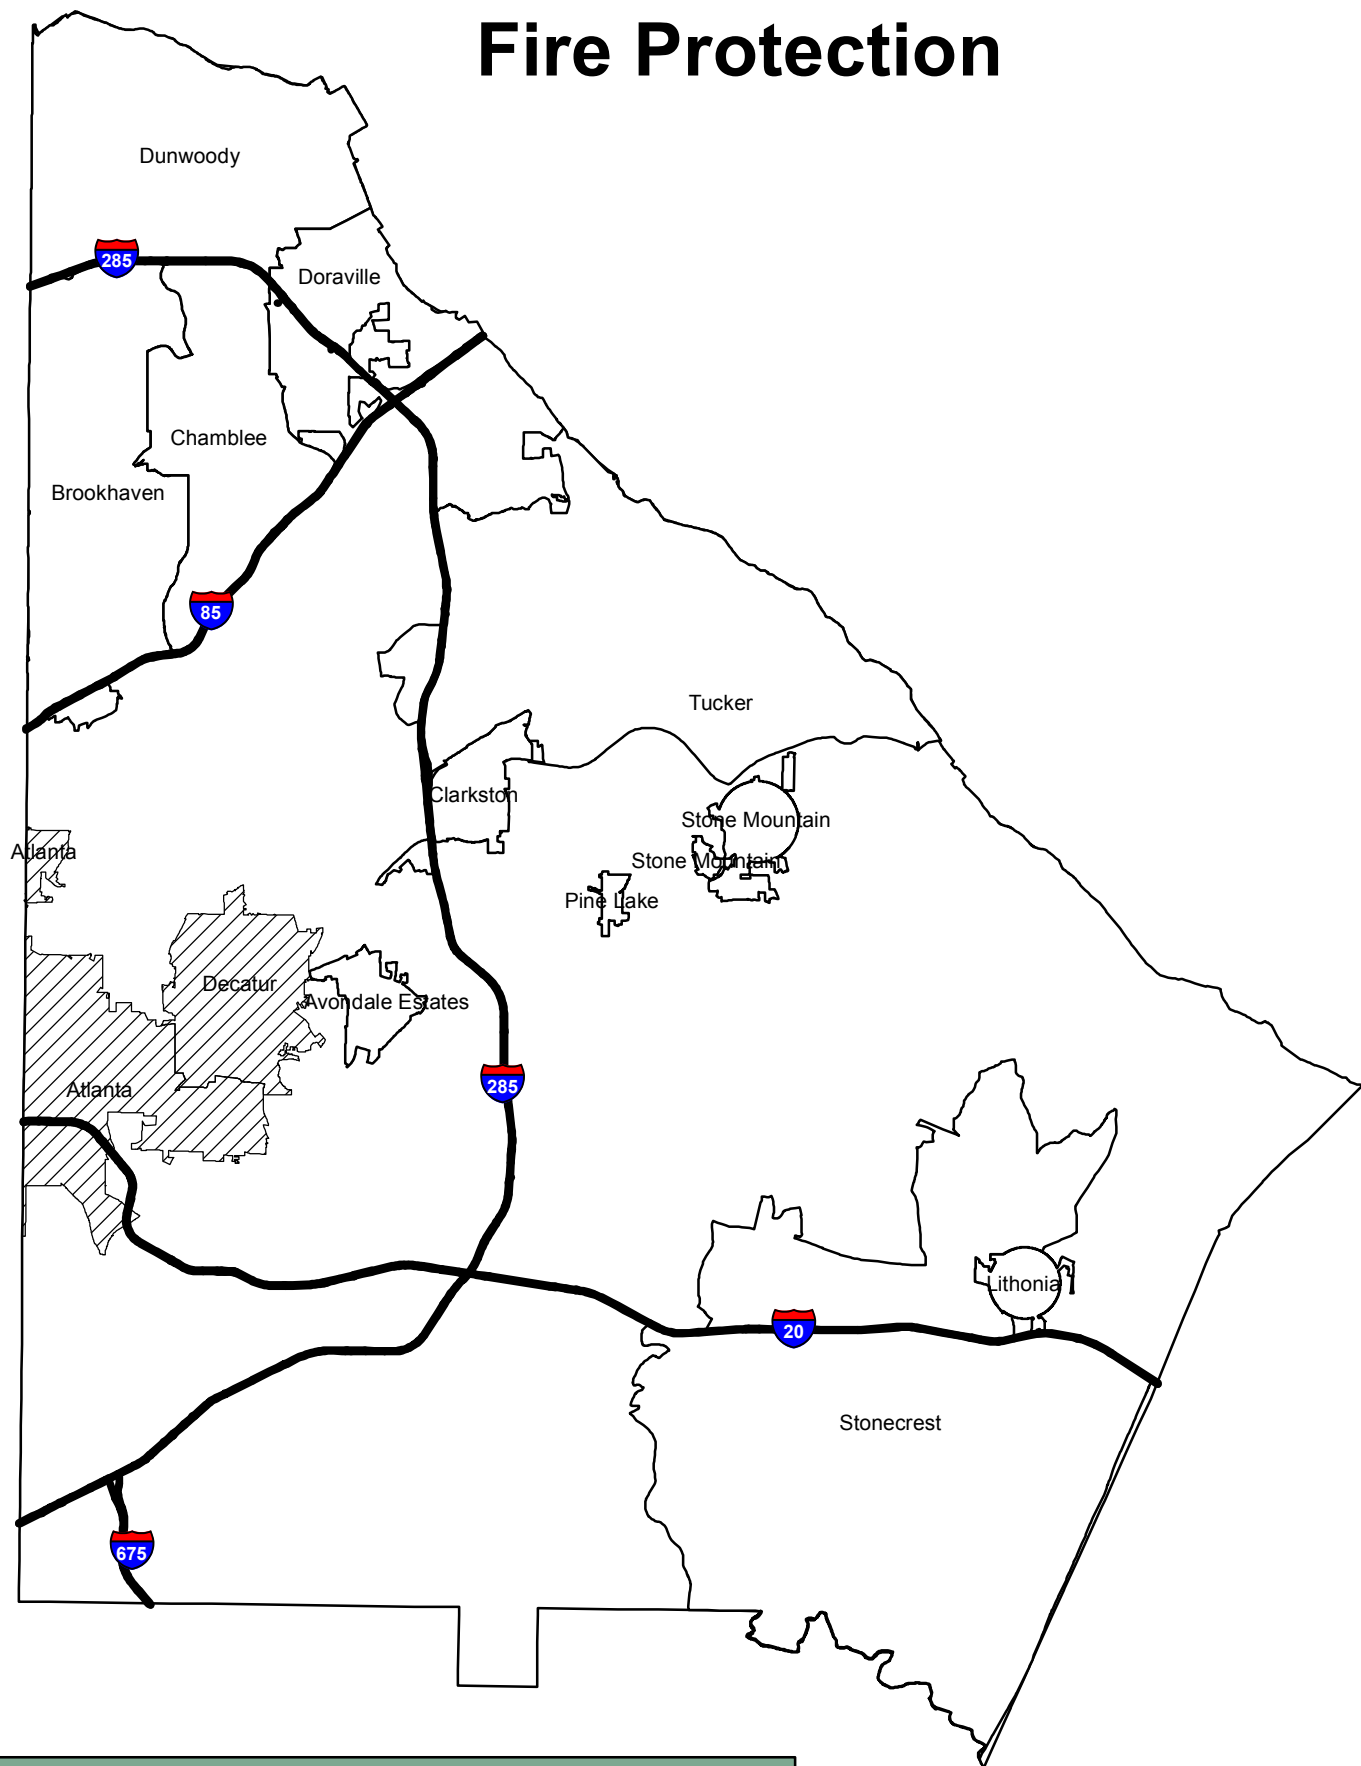 Fire Protection
Dunwoody
285
Doraville
Chamblee
Brookhaven
85
Tucker
Clarkston
Stone Mountain
Atlanta
Stone Mountain
Pine Lake
Decatur
Avondale Estates
285
Atlanta
Lithonia
20
Stonecrest
675